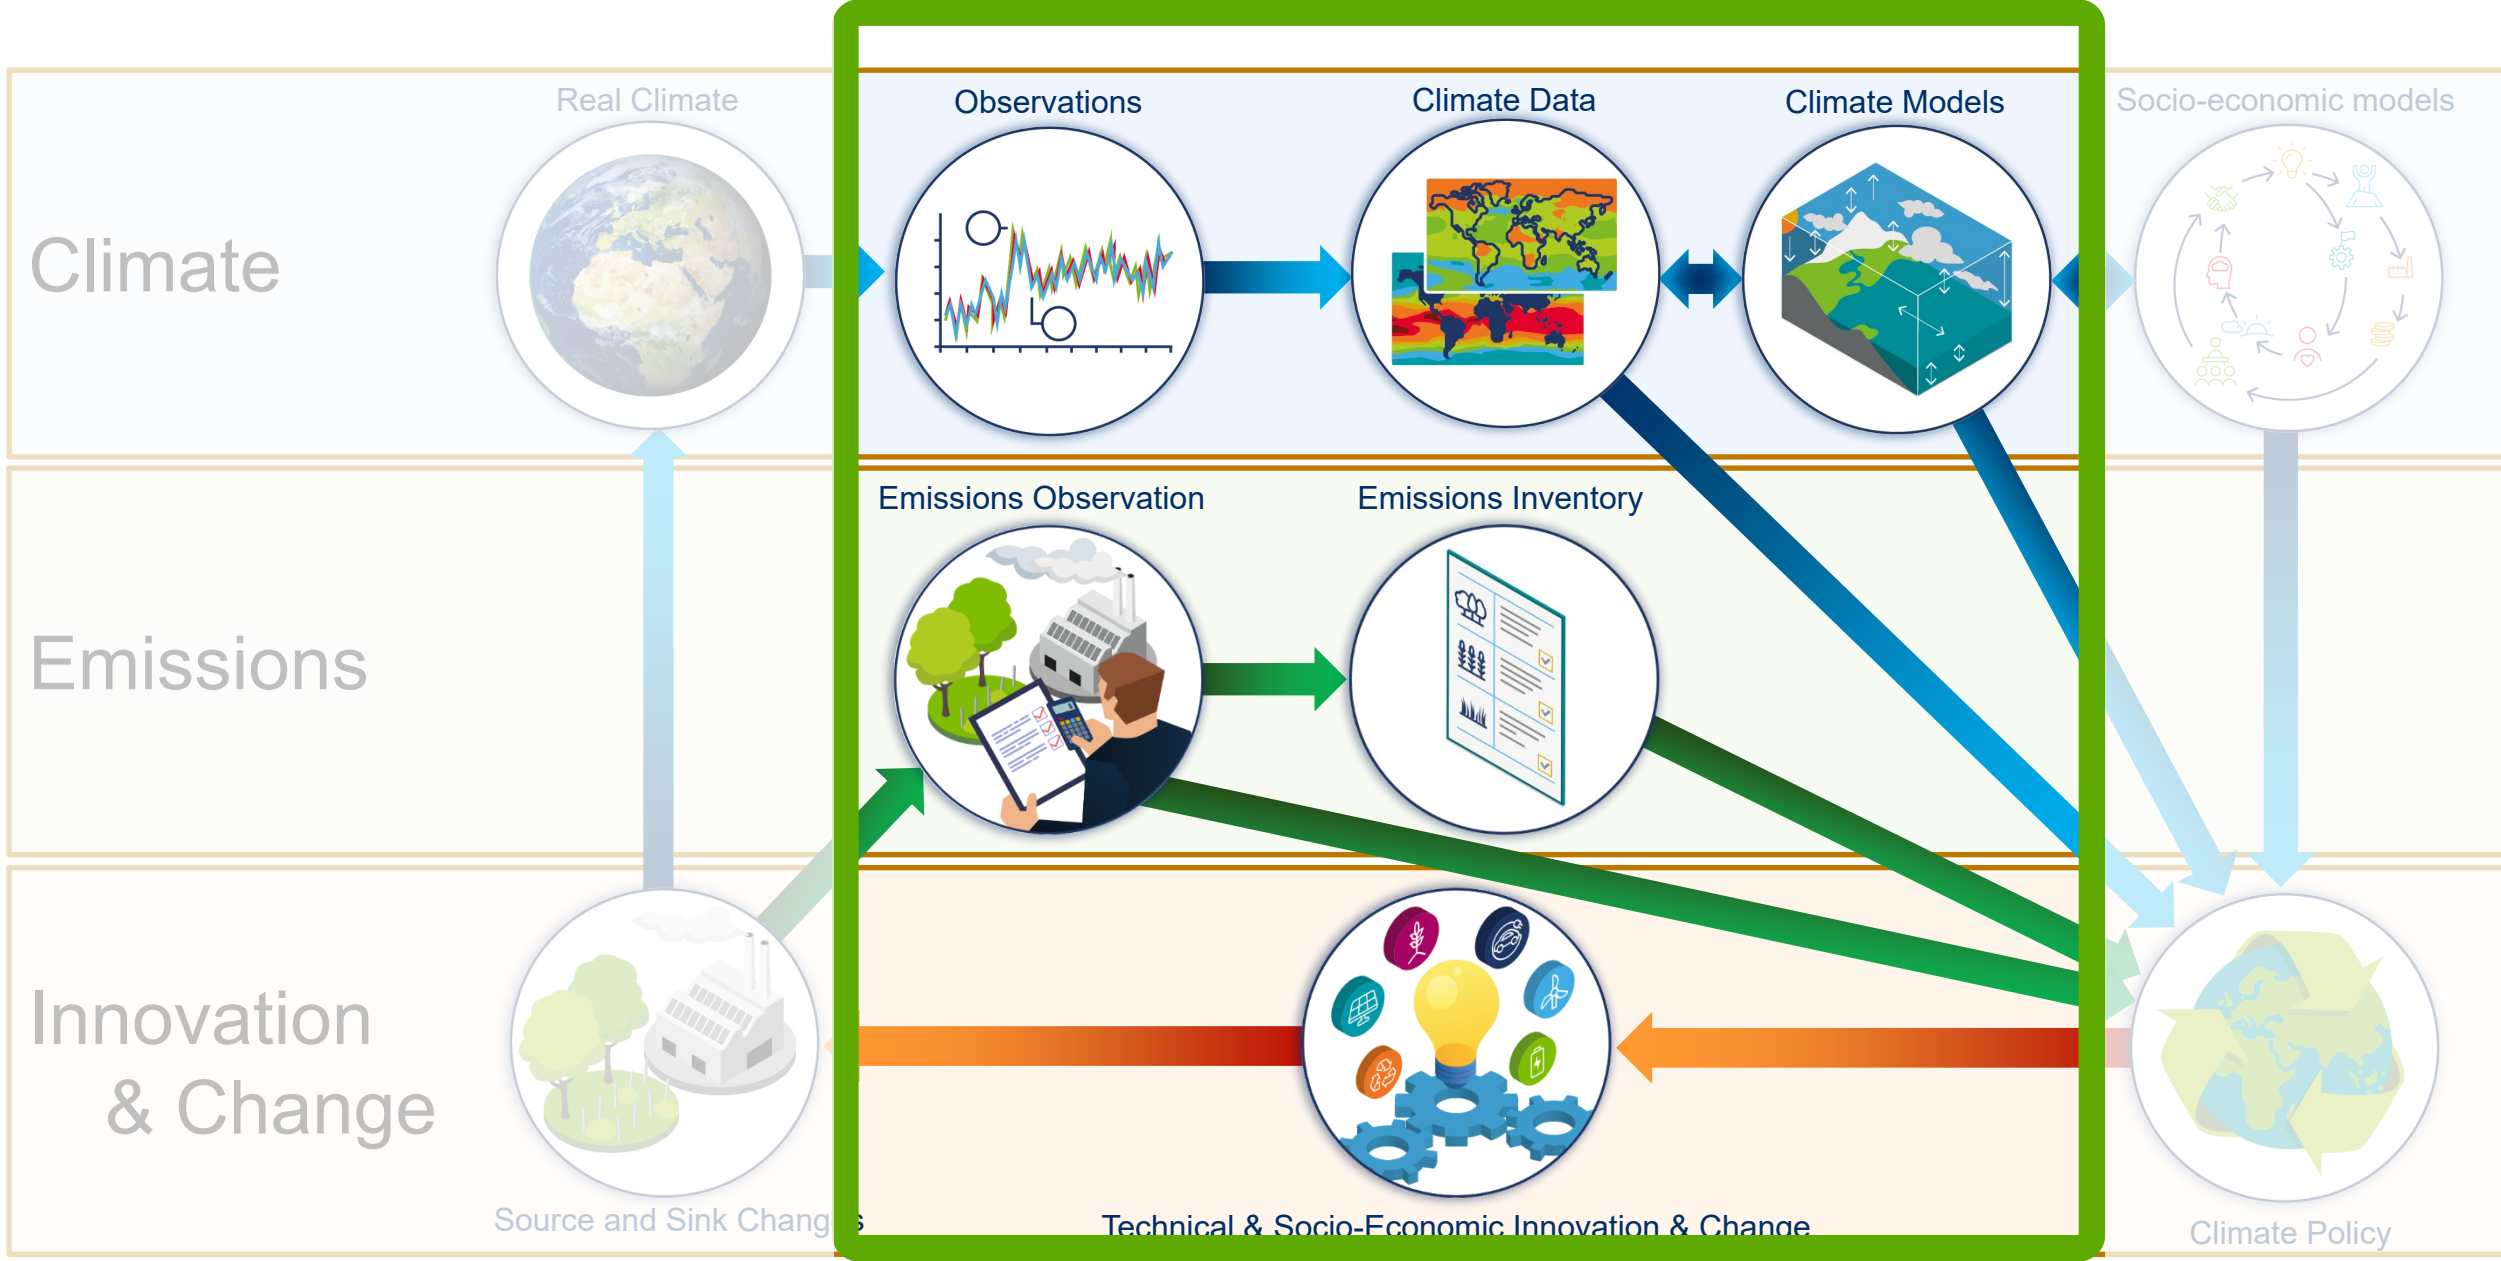 Real Climate
Observations
Climate Data
Climate Models
Socio-economic models
Climate
Emissions Observation
Emissions Inventory
Emissions
Innovation
& Change
Source and Sink Changes
Technical & Socio-Economic Innovation & Change
Climate Policy